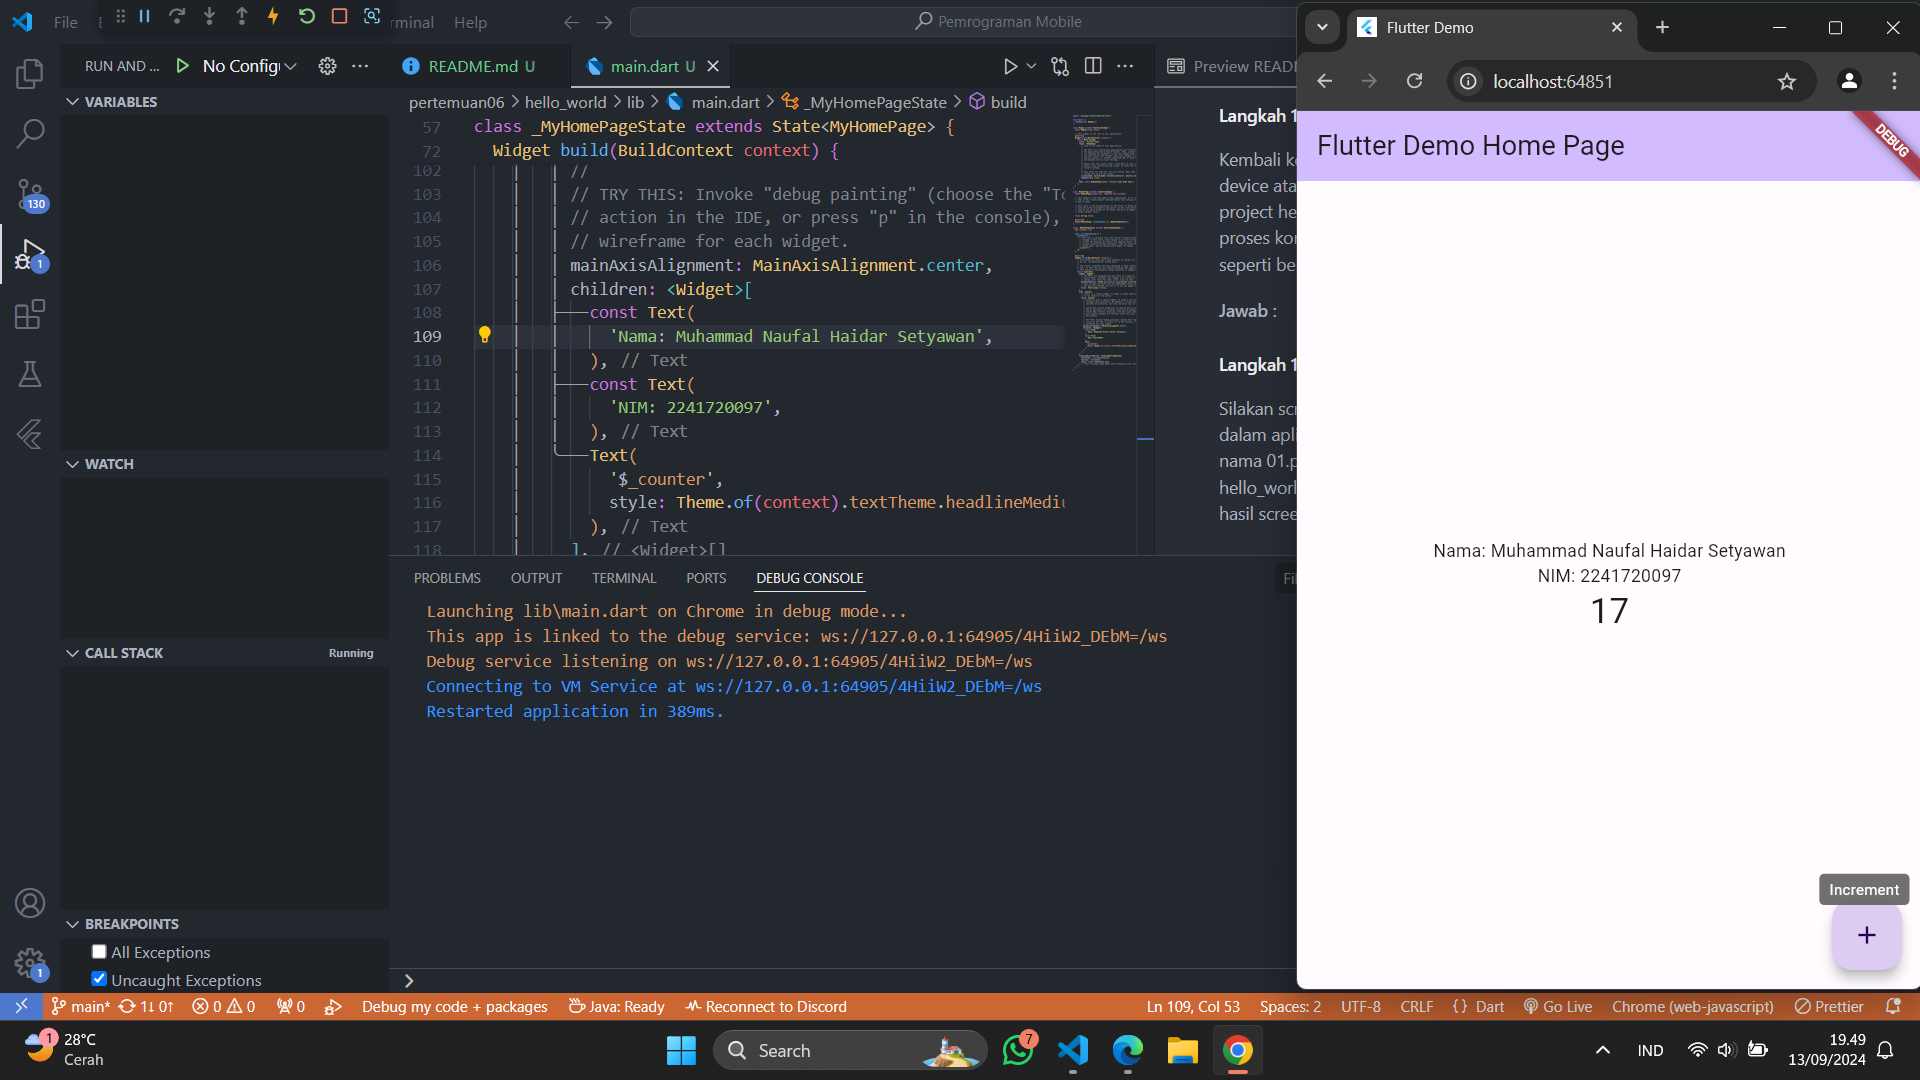 File
rminal
Help
Pemrograman Mobile
RUN AND ...
No Config
README.md U
main.dart U
Preview READ
pertemuan06 > hello_world > lib > main.dart > _MyHomePageState > build
57 class _MyHomePageState extends State<MyHomePage> {
72 Widget build(BuildContext context) {
102 //
103 // TRY THIS: Invoke "debug painting" (choose the "To
104 // action in the IDE, or press "p" in the console),
105 // wireframe for each widget.
106 mainAxisAlignment: MainAxisAlignment.center,
107 children: <Widget>[
108 const Text(
109 'Nama: Muhammad Naufal Haidar Setyawan',
110 ), // Text
111 const Text(
112 'NIM: 2241720097',
113 ), // Text
114 Text(
115 '$_counter',
116 style: Theme.of(context).textTheme.headlineMediu
117 ), // Text
118 ], // <Widget>[]
VARIABLES
WATCH
CALL STACK
Running
BREAKPOINTS
All Exceptions
Uncaught Exceptions
130
1
1
Langkah 1
Kembali k
device ata
project he
proses ko
seperti be
Jawab :
Langkah 1
Silakan sc
dalam apli
nama 01.p
hello_worl
hasil scree
PROBLEMS
OUTPUT
TERMINAL
PORTS
DEBUG CONSOLE
Fil
Launching lib\main.dart on Chrome in debug mode...
This app is linked to the debug service: ws://127.0.0.1:64905/4HiiW2_DEbM=/ws
Debug service listening on ws://127.0.0.1:64905/4HiiW2_DEbM=/ws
Connecting to VM Service at ws://127.0.0.1:64905/4HiiW2_DEbM=/ws
Restarted application in 389ms.
Flutter Demo
localhost:64851
Flutter Demo Home Page
DEBUG
Nama: Muhammad Naufal Haidar Setyawan
NIM: 2241720097
17
Increment
+
main* 1↓ 0↑ 0 0 0 Debug my code + packages Java: Ready Reconnect to Discord
Ln 109, Col 53 Spaces: 2 UTF-8 CRLF {} Dart Go Live Chrome (web-javascript) Prettier
1
28°C
Cerah
Search
7
IND
19.49
13/09/2024